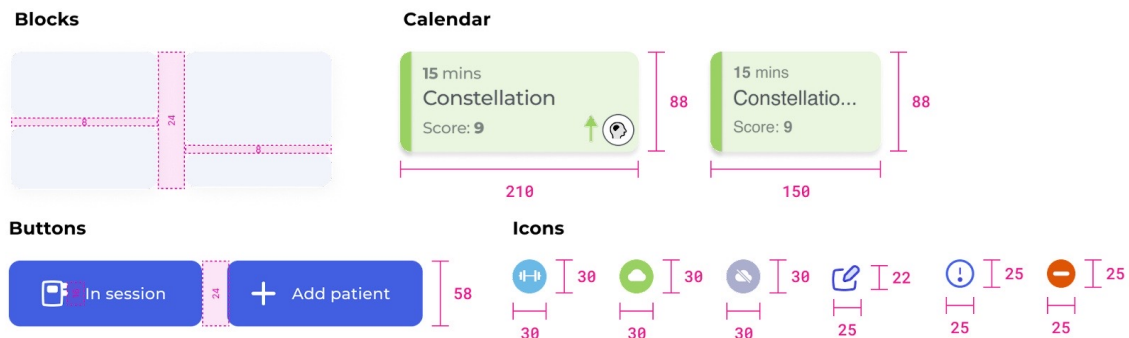 Blocks
8
24
8
Calendar
15 mins
Constellation
Score: 9
88
210
15 mins
Constellatio...
Score: 9
88
150
Buttons
In session
24
Add patient
58
Icons
30
30
30
30
30
30
22
25
25
25
25
25